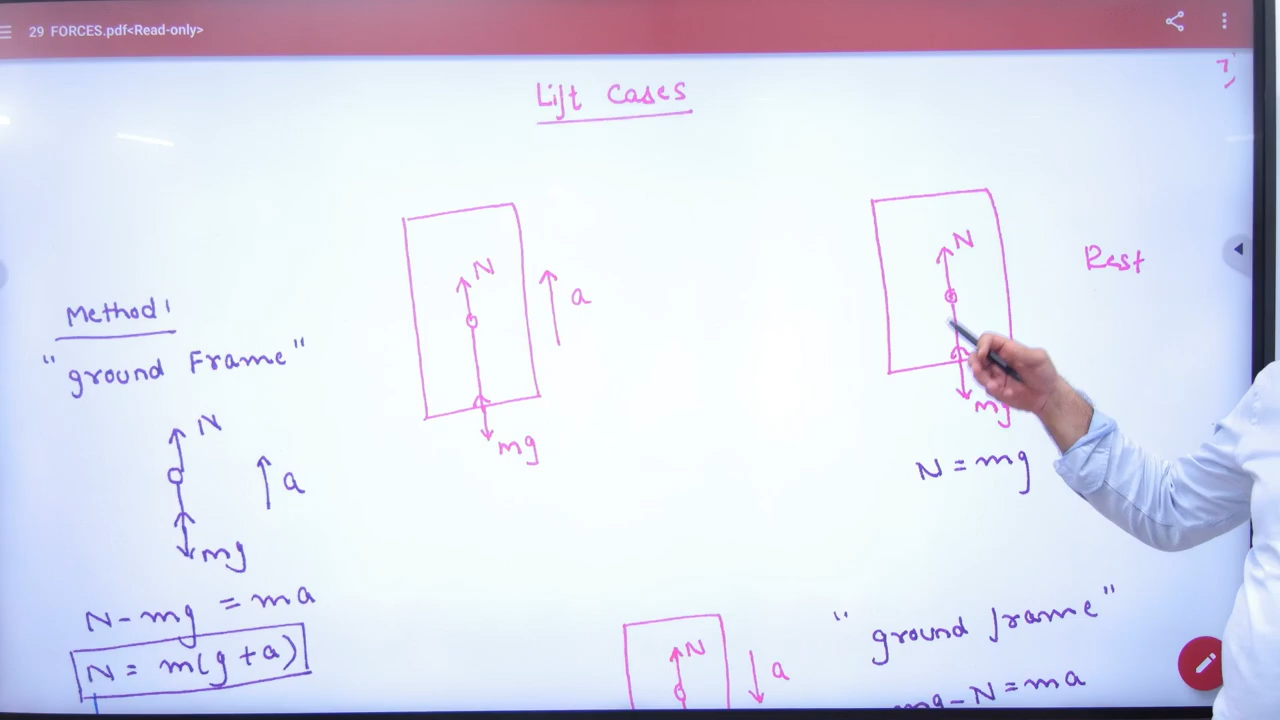 29 FORCES.pdf<Read-only>
7)
Lift Cases
Method 1
"ground Frame"
N
a
mg
N - mg = ma
N = m(g + a)
N
a
mg
N
Rest
mg
N = mg
N
a
"ground frame"
mg - N = ma